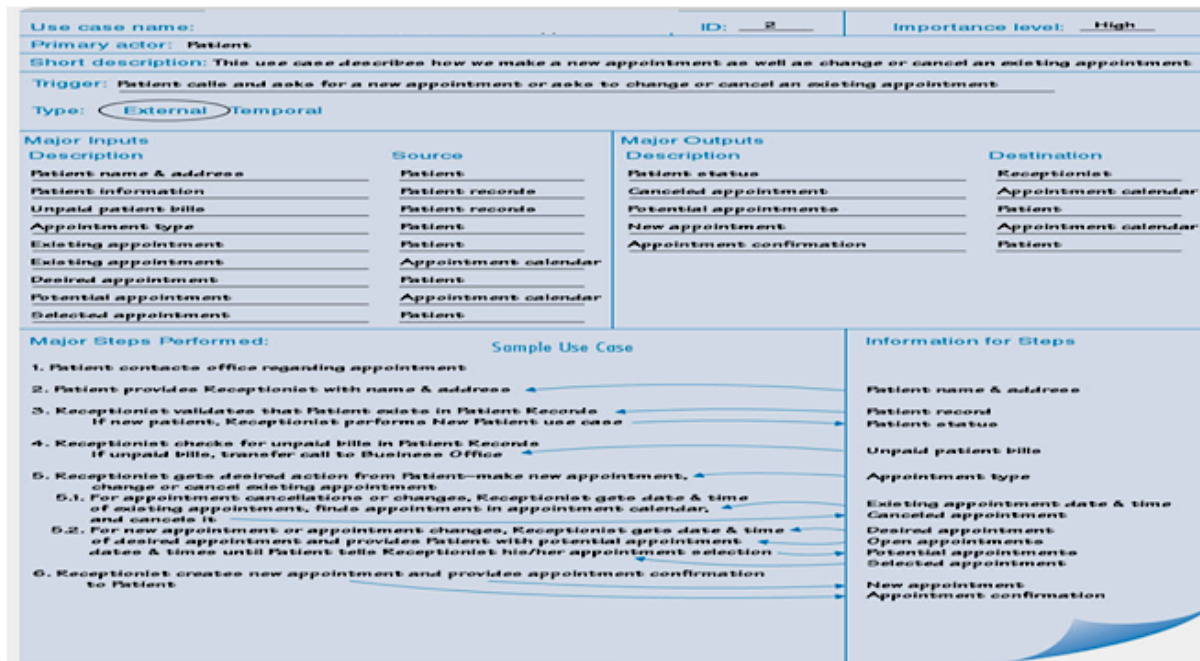 Use case name: ID: 2 Importance level: High
Primary actor: Patient
Short description: This use case describes how we make a new appointment as well as change or cancel an existing appointment
Trigger: Patient calls and asks for a new appointment or asks to change or cancel an existing appointment
Type: External Temporal
Major Inputs
Description Source
Patient name & address Patient
Patient information Patient records
Unpaid patient bills Patient records
Appointment type Patient
Existing appointment Patient
Existing appointment Appointment calendar
Desired appointment Patient
Potential appointment Appointment calendar
Selected appointment Patient
Major Outputs
Description Destination
Patient status Receptionist
Canceled appointment Appointment calendar
Potential appointments Patient
New appointment Appointment calendar
Appointment confirmation Patient
Major Steps Performed:
Sample Use Case
1. Patient contacts office regarding appointment
2. Patient provides Receptionist with name & address
3. Receptionist validates that Patient exists in Patient Records
If new patient, Receptionist performs New Patient use case
4. Receptionist checks for unpaid bills in Patient Records
If unpaid bills, transfer call to Business Office
5. Receptionist gets desired action from Patient—make new appointment,
change or cancel existing appointment
5.1. For appointment cancellations or changes, Receptionist gets date & time
of existing appointment, finds appointment in appointment calendar,
and cancels it
5.2. For new appointment or appointment changes, Receptionist gets date & time
of desired appointment and provides Patient with potential appointment
dates & times until Patient tells Receptionist his/her appointment selection
6. Receptionist creates new appointment and provides appointment confirmation
to Patient
Information for Steps
Patient name & address
Patient record
Patient status
Unpaid patient bills
Appointment type
Existing appointment date & time
Canceled appointment
Desired appointment
Open appointments
Potential appointments
Selected appointment
New appointment
Appointment confirmation